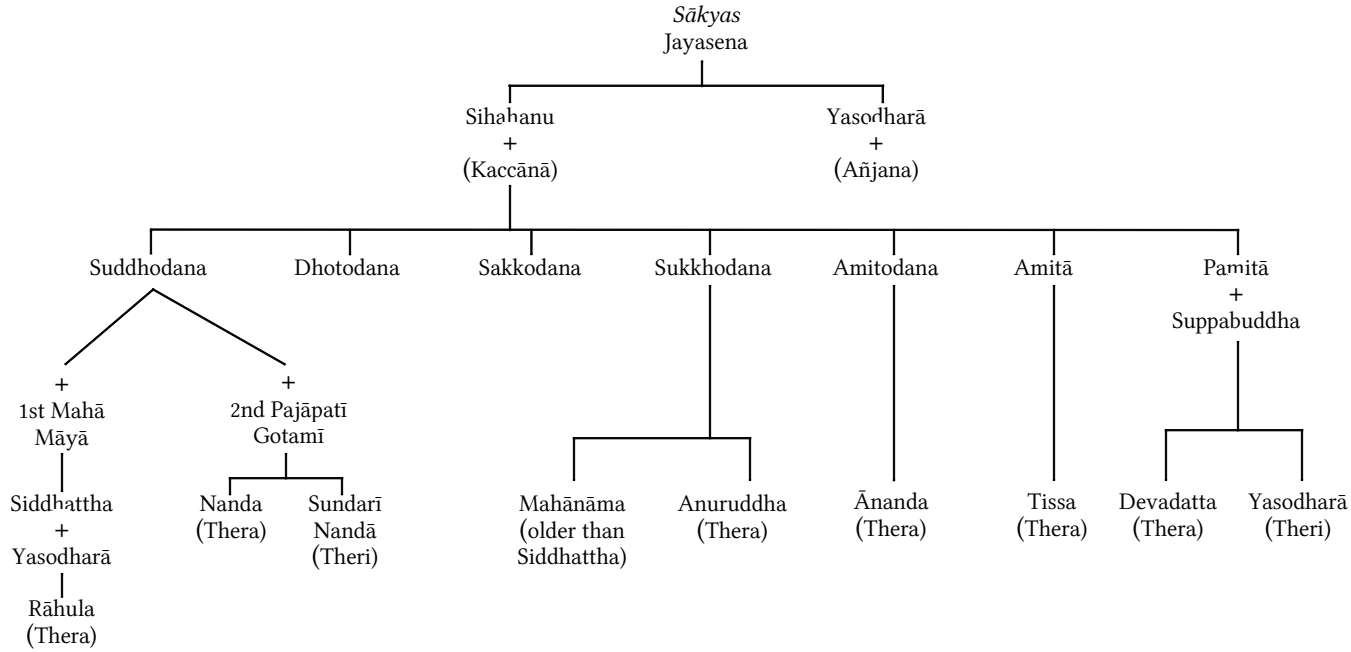 Sākyas
Jayasena
Sihahanu
+
(Kaccānā)
Yasodharā
+
(Añjana)
Suddhodana
Dhotodana
Sakkodana
Sukkhodana
Amitodana
Amitā
Pamitā
+
Suppabuddha
+
1st Mahā
Māyā
+
2nd Pajāpatī
Gotamī
Siddhattha
+
Yasodharā
Nanda
(Thera)
Sundarī
Nandā
(Theri)
Mahānāma
(older than
Siddhattha)
Anuruddha
(Thera)
Ānanda
(Thera)
Tissa
(Thera)
Devadatta
(Thera)
Yasodharā
(Theri)
Rāhula
(Thera)